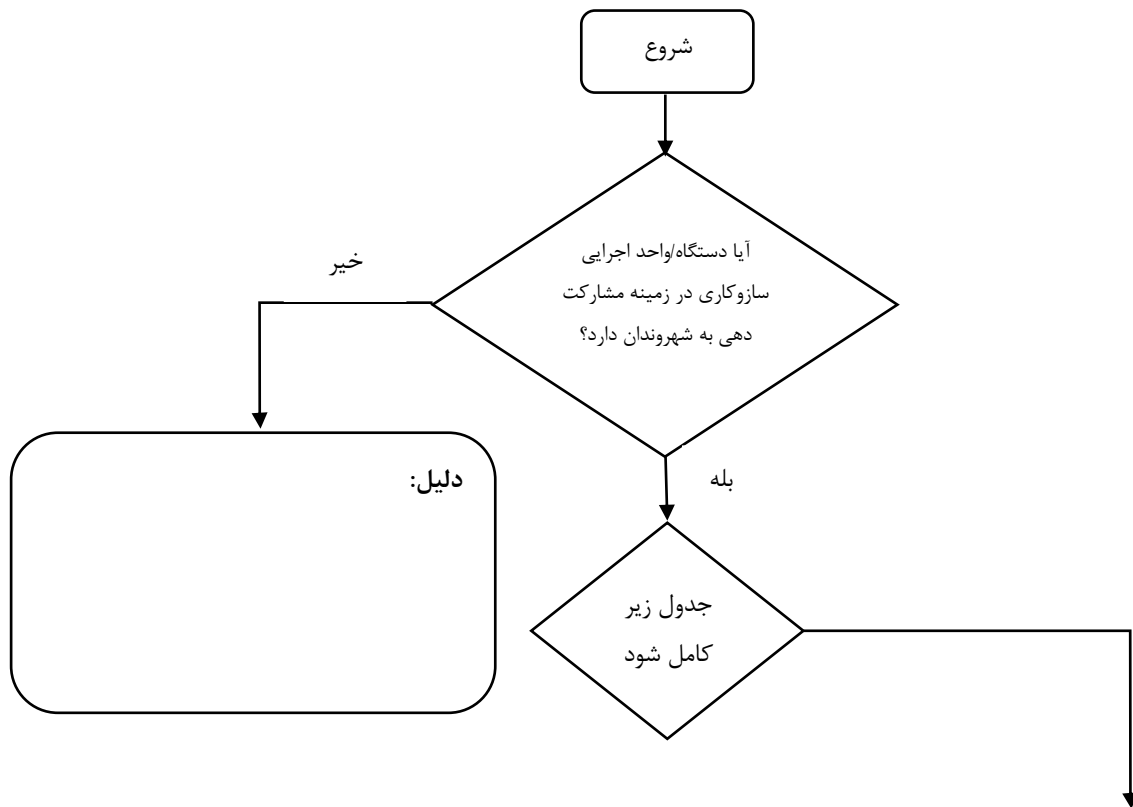 شروع
آیا دستگاه/واحد اجرایی
سازوکاری در زمینه مشارکت
دهی به شهروندان دارد؟
خیر
بله
دلیل:
جدول زیر
کامل شود